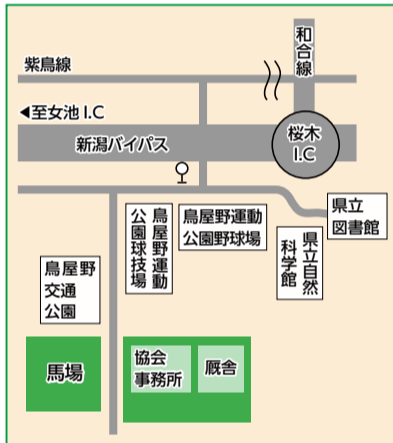 和合線
紫鳥線
◀至女池 I.C
新潟バイパス
桜木
I.C
鳥屋野運動
公園球技場
鳥屋野運動
公園野球場
県立自然
科学館
県立
図書館
鳥屋野
交通
公園
馬場
協会
事務所
厩舎